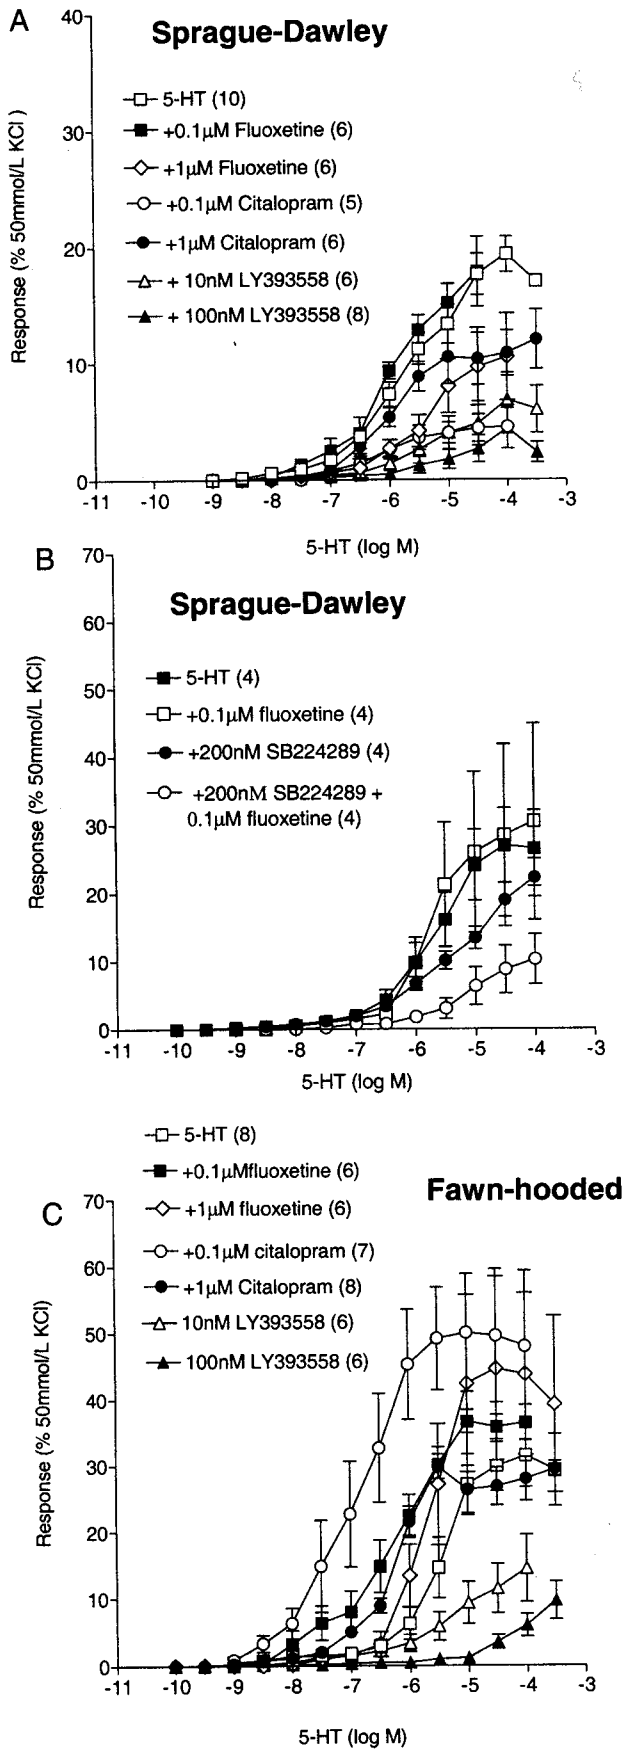 A
Sprague-Dawley
Response (% 50mmol/L KCl )
40
30
20
10
0
5-HT (10)
+0.1μM Fluoxetine (6)
+1μM Fluoxetine (6)
+0.1μM Citalopram (5)
+1μM Citalopram (6)
+ 10nM LY393558 (6)
+ 100nM LY393558 (8)
-11 -10 -9 -8 -7 -6 -5 -4 -3
5-HT (log M)
B
Sprague-Dawley
Response (% 50mmol/L KCl)
70
60
50
40
30
20
10
0
5-HT (4)
+0.1μM fluoxetine (4)
+200nM SB224289 (4)
+200nM SB224289 +
0.1μM fluoxetine (4)
-11 -10 -9 -8 -7 -6 -5 -4 -3
5-HT (log M)
C
Fawn-hooded
Response (% 50mmol/L KCl)
5-HT (8)
+0.1μMfluoxetine (6)
+1μM fluoxetine (6)
+0.1μM citalopram (7)
+1μM Citalopram (8)
10nM LY393558 (6)
100nM LY393558 (6)
70
60
50
40
30
20
10
0
-11 -10 -9 -8 -7 -6 -5 -4 -3
5-HT (log M)